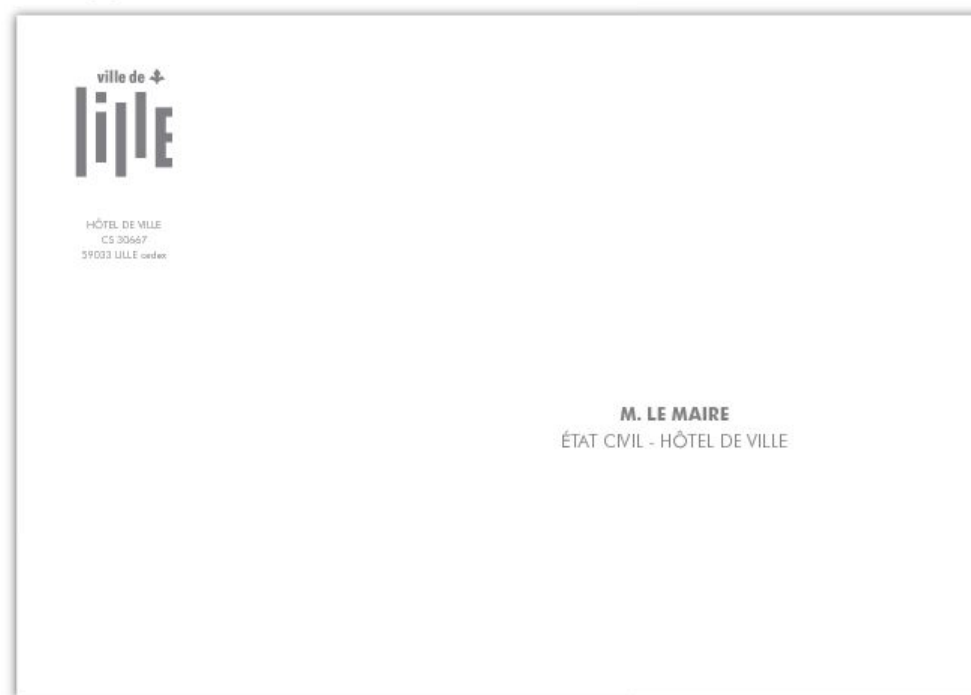 ville de
lille
HÔTEL DE VILLE
CS 30667
59033 LILLE cedex
M. LE MAIRE
ÉTAT CIVIL - HÔTEL DE VILLE